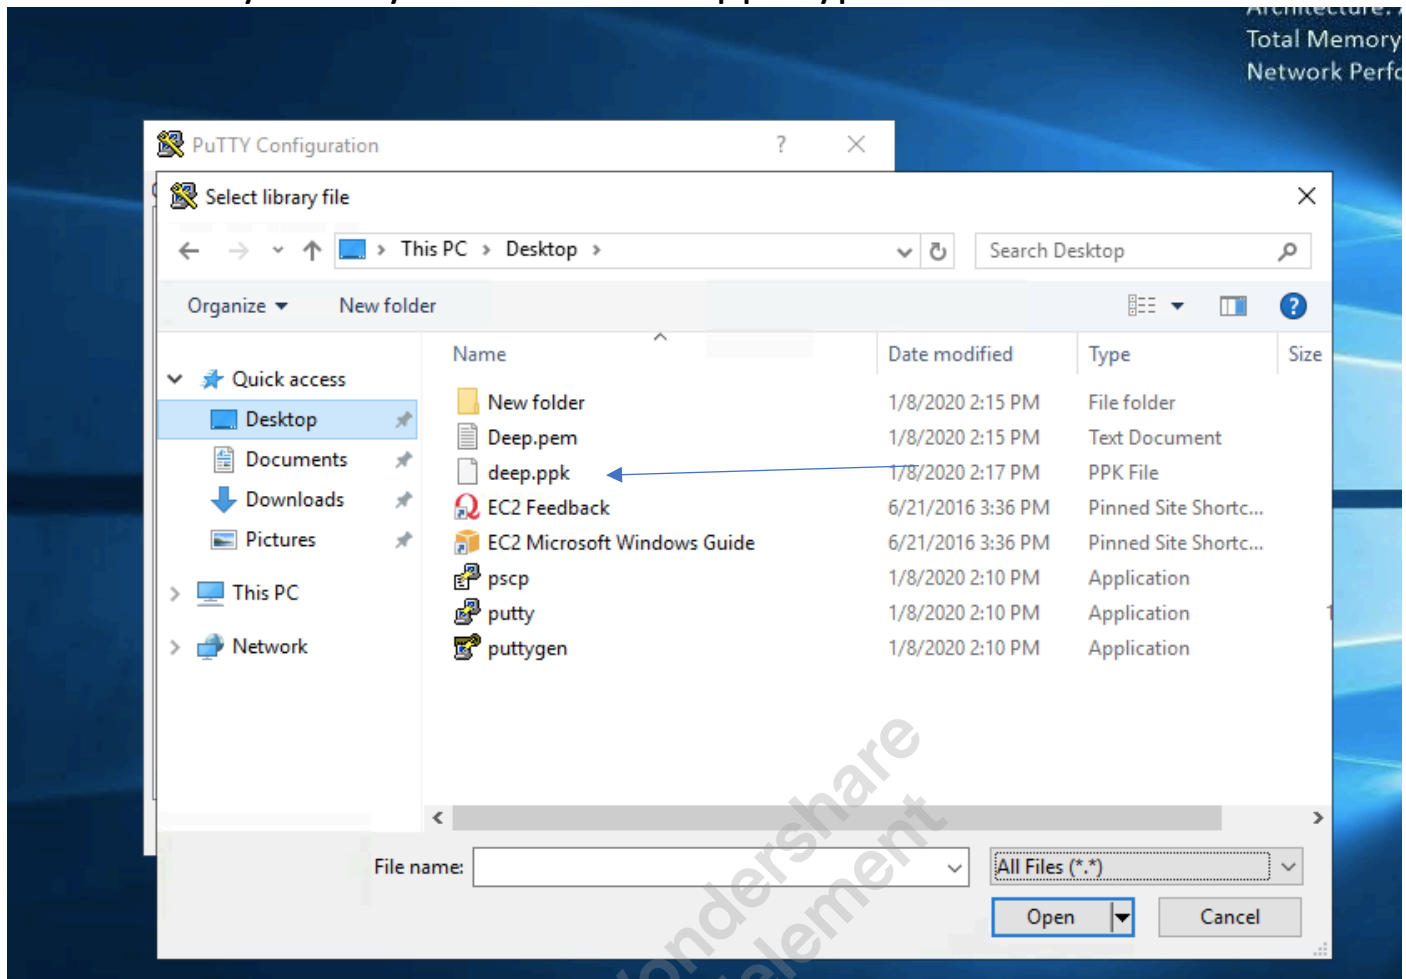 Total Memory
Network Perfo
PuTTY Configuration ?
Select library file
This PC > Desktop >
Search Desktop
Organize New folder
Name Date modified Type Size
Quick access
Desktop
Documents
Downloads
Pictures
This PC
Network
New folder 1/8/2020 2:15 PM File folder
Deep.pem 1/8/2020 2:15 PM Text Document
deep.ppk 1/8/2020 2:17 PM PPK File
EC2 Feedback 6/21/2016 3:36 PM Pinned Site Shortc...
EC2 Microsoft Windows Guide 6/21/2016 3:36 PM Pinned Site Shortc...
pscp 1/8/2020 2:10 PM Application
putty 1/8/2020 2:10 PM Application 1
puttygen 1/8/2020 2:10 PM Application
File name: All Files (*.*)
Open Cancel
ondershare
element